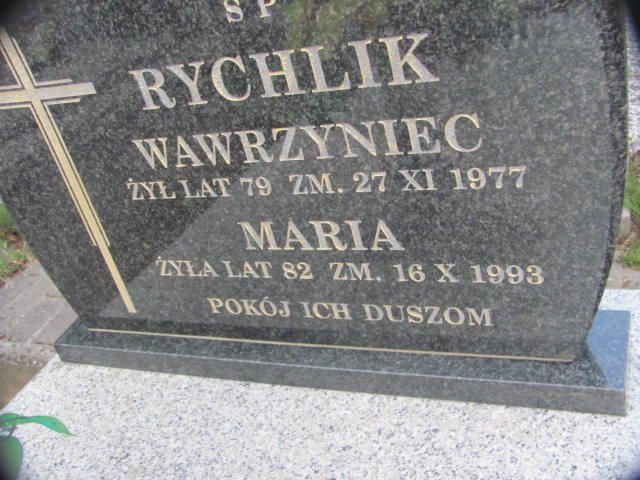 S P
RYCHLIK
WAWRZYNIEC
ŻYŁ LAT 79 ZM. 27 XI 1977
MARIA
ŻYŁA LAT 82 ZM. 16 X 1993
POKÓJ ICH DUSZOM